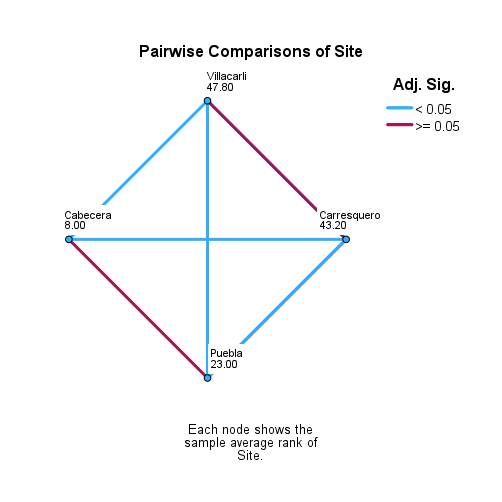 Pairwise Comparisons of Site
Villacarli
47.80
Adj. Sig.
< 0.05
>= 0.05
Cabecera
8.00
Carresquero
43.20
Puebla
23.00
Each node shows the
sample average rank of
Site.